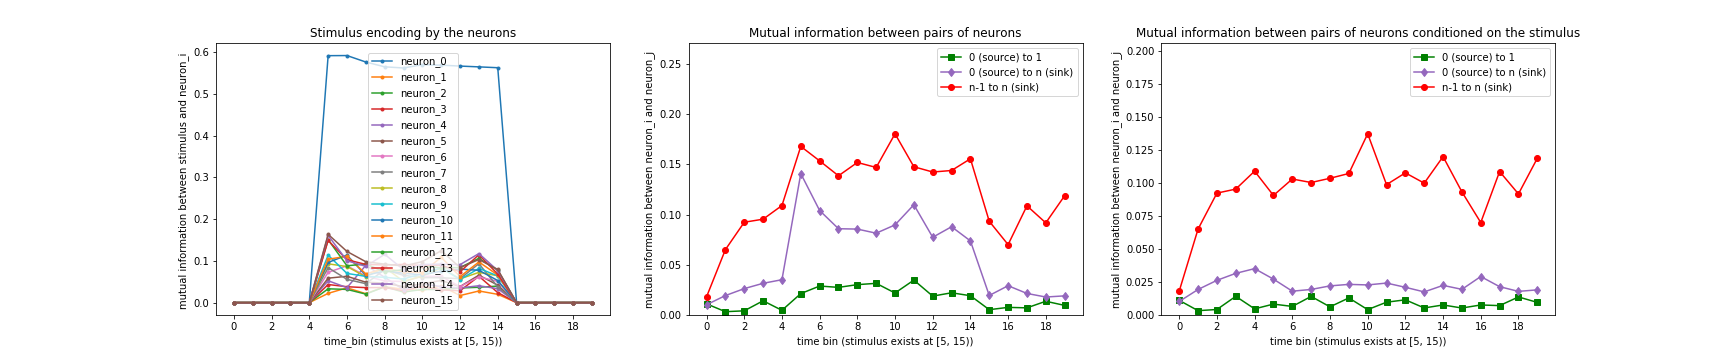 Stimulus encoding by the neurons
mutual information between stimulus and neuron_i
0.6
0.5
0.4
0.3
0.2
0.1
0.0
neuron_0
neuron_1
neuron_2
neuron_3
neuron_4
neuron_5
neuron_6
neuron_7
neuron_8
neuron_9
neuron_10
neuron_11
neuron_12
neuron_13
neuron_14
neuron_15
0 2 4 6 8 10 12 14 16 18
time_bin (stimulus exists at [5, 15))
Mutual information between pairs of neurons
mutual information between neuron_i and neuron_j
0.25
0.20
0.15
0.10
0.05
0.00
0 (source) to 1
0 (source) to n (sink)
n-1 to n (sink)
0 2 4 6 8 10 12 14 16 18
time bin (stimulus exists at [5, 15))
Mutual information between pairs of neurons conditioned on the stimulus
mutual information between neuron_i and neuron_j
0.200
0.175
0.150
0.125
0.100
0.075
0.050
0.025
0.000
0 (source) to 1
0 (source) to n (sink)
n-1 to n (sink)
0 2 4 6 8 10 12 14 16 18
time bin (stimulus exists at [5, 15))